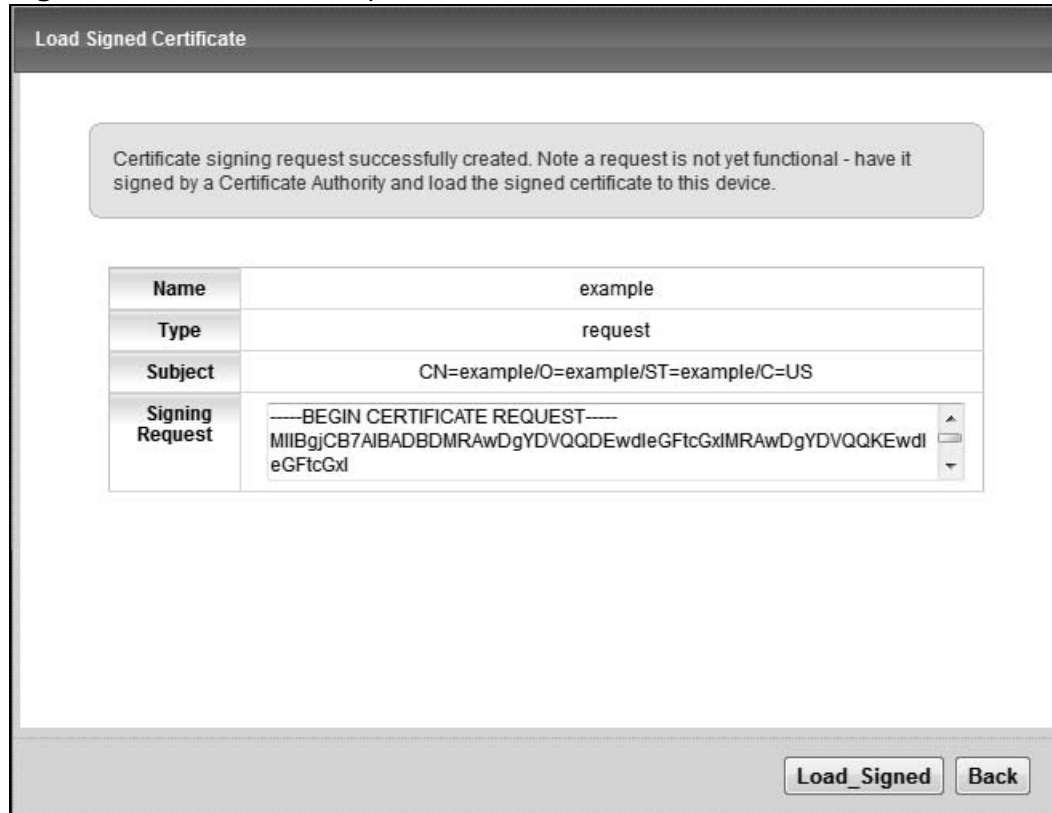 Load Signed Certificate
Certificate signing request successfully created. Note a request is not yet functional - have it
signed by a Certificate Authority and load the signed certificate to this device.
Name
example
Type
request
Subject
CN=example/O=example/ST=example/C=US
Signing
Request
-----BEGIN CERTIFICATE REQUEST-----
MIIBgjCB7AIBADBDMRAwDgYDVQQDEwdleGFtcGxlMRAwDgYDVQQKEwdl
eGFtcGxl
Load_Signed
Back